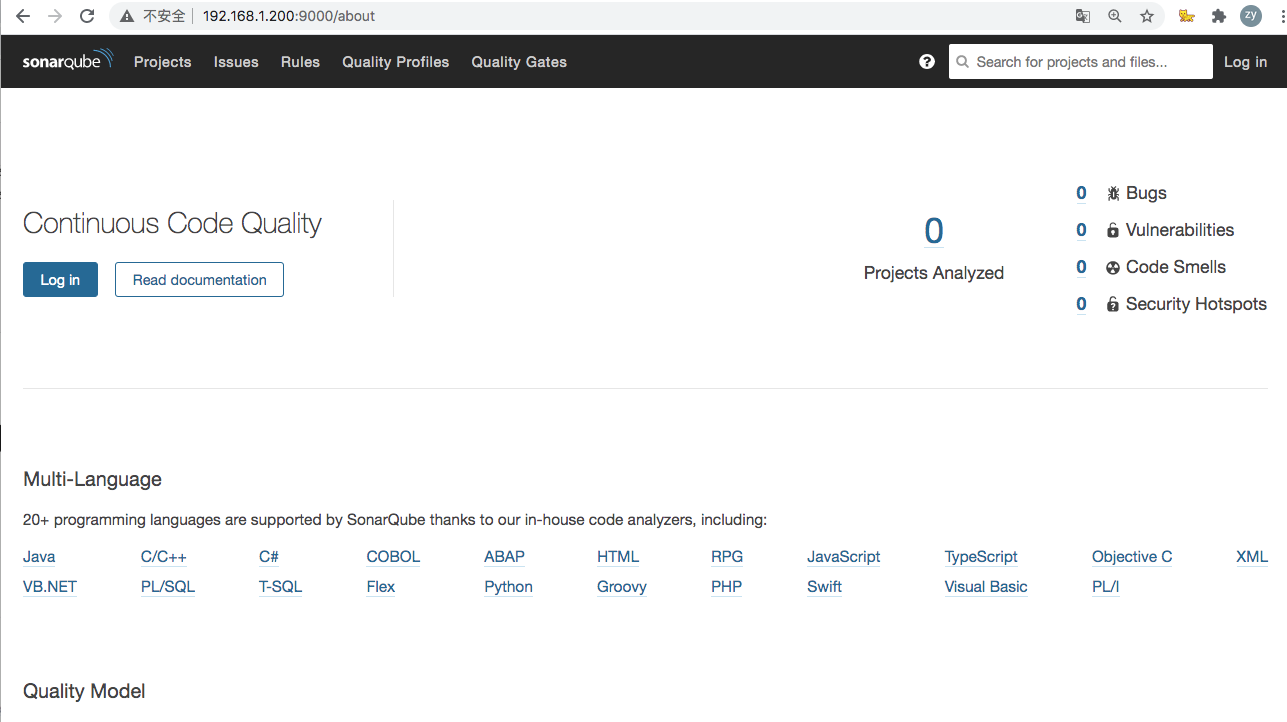 不安全 192.168.1.200:9000/about ZY
sonarqube Projects Issues Rules Quality Profiles Quality Gates ? Search for projects and files... Log in
Continuous Code Quality
Log in Read documentation
0
Projects Analyzed
0 Bugs
0 Vulnerabilities
0 Code Smells
0 Security Hotspots
Multi-Language
20+ programming languages are supported by SonarQube thanks to our in-house code analyzers, including:
Java C/C++ C# COBOL ABAP HTML RPG JavaScript TypeScript Objective C XML
VB.NET PL/SQL T-SQL Flex Python Groovy PHP Swift Visual Basic PL/I
Quality Model